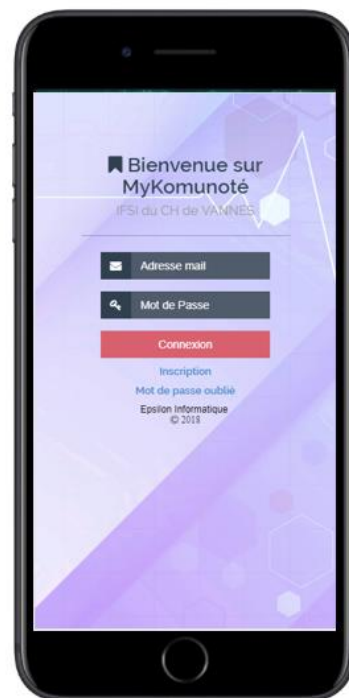 Bienvenue sur
MyKomunoté
IFSI du CH de VANNES
Adresse mail
Mot de Passe
Connexion
Inscription
Mot de passe oublié
Epsilon Informatique
© 2018